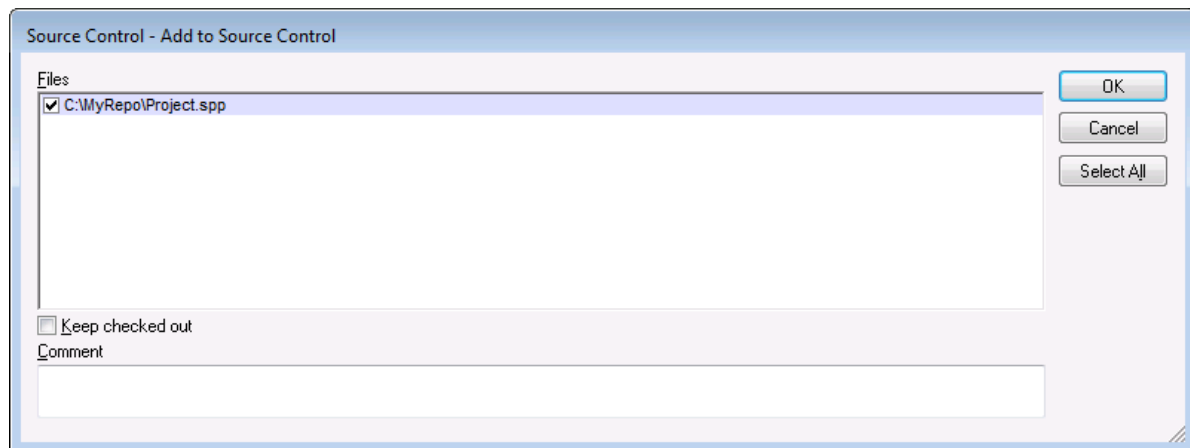 Source Control - Add to Source Control
Files
C:\MyRepo\Project.spp
OK
Cancel
Select All
Keep checked out
Comment